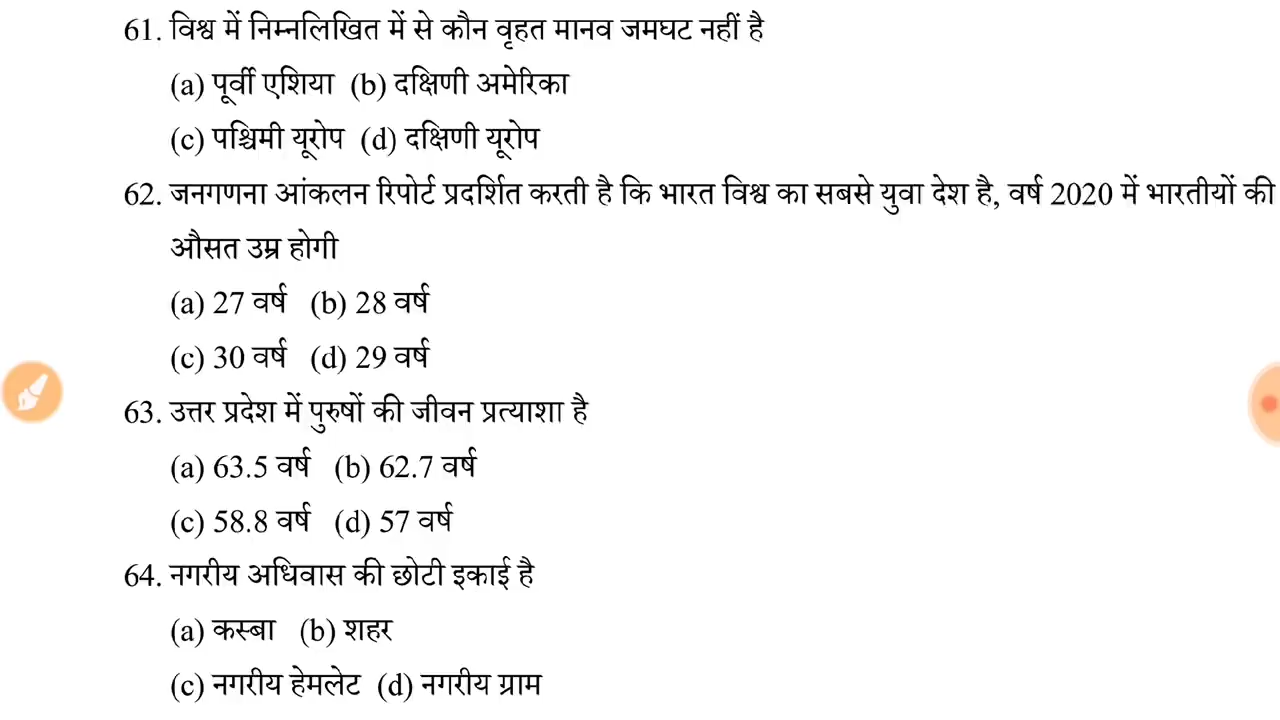 61. विश्व में निम्नलिखित में से कौन वृहत मानव जमघट नहीं है
(a) पूर्वी एशिया (b) दक्षिणी अमेरिका
(c) पश्चिमी यूरोप (d) दक्षिणी यूरोप
62. जनगणना आंकलन रिपोर्ट प्रदर्शित करती है कि भारत विश्व का सबसे युवा देश है, वर्ष 2020 में भारतीयों की
औसत उम्र होगी
(a) 27 वर्ष (b) 28 वर्ष
(c) 30 वर्ष (d) 29 वर्ष
63. उत्तर प्रदेश में पुरुषों की जीवन प्रत्याशा है
(a) 63.5 वर्ष (b) 62.7 वर्ष
(c) 58.8 वर्ष (d) 57 वर्ष
64. नगरीय अधिवास की छोटी इकाई है
(a) कस्बा (b) शहर
(c) नगरीय हेमलेट (d) नगरीय ग्राम